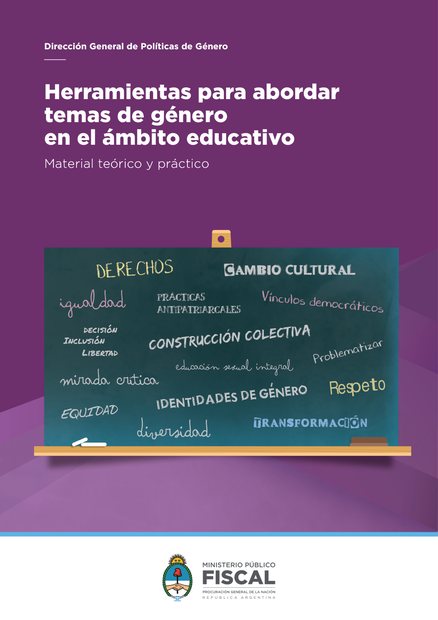 Dirección General de Políticas de Género
Herramientas para abordar
temas de género
en el ámbito educativo
Material teórico y práctico
DERECHOS
CAMBIO CULTURAL
igualdad
PRÁCTICAS
ANTIPATRIARCALES
Vínculos democráticos
DECISIÓN
INCLUSIÓN
LIBERTAD
CONSTRUCCIÓN COLECTIVA
educación sexual integral
Problematizar
mirada critica
IDENTIDADES DE GÉNERO
Respeto
EQUIDAD
diversidad
TRANSFORMACIÓN
MINISTERIO PÚBLICO
FISCAL
PROCURACIÓN GENERAL DE LA NACIÓN
REPÚBLICA ARGENTINA